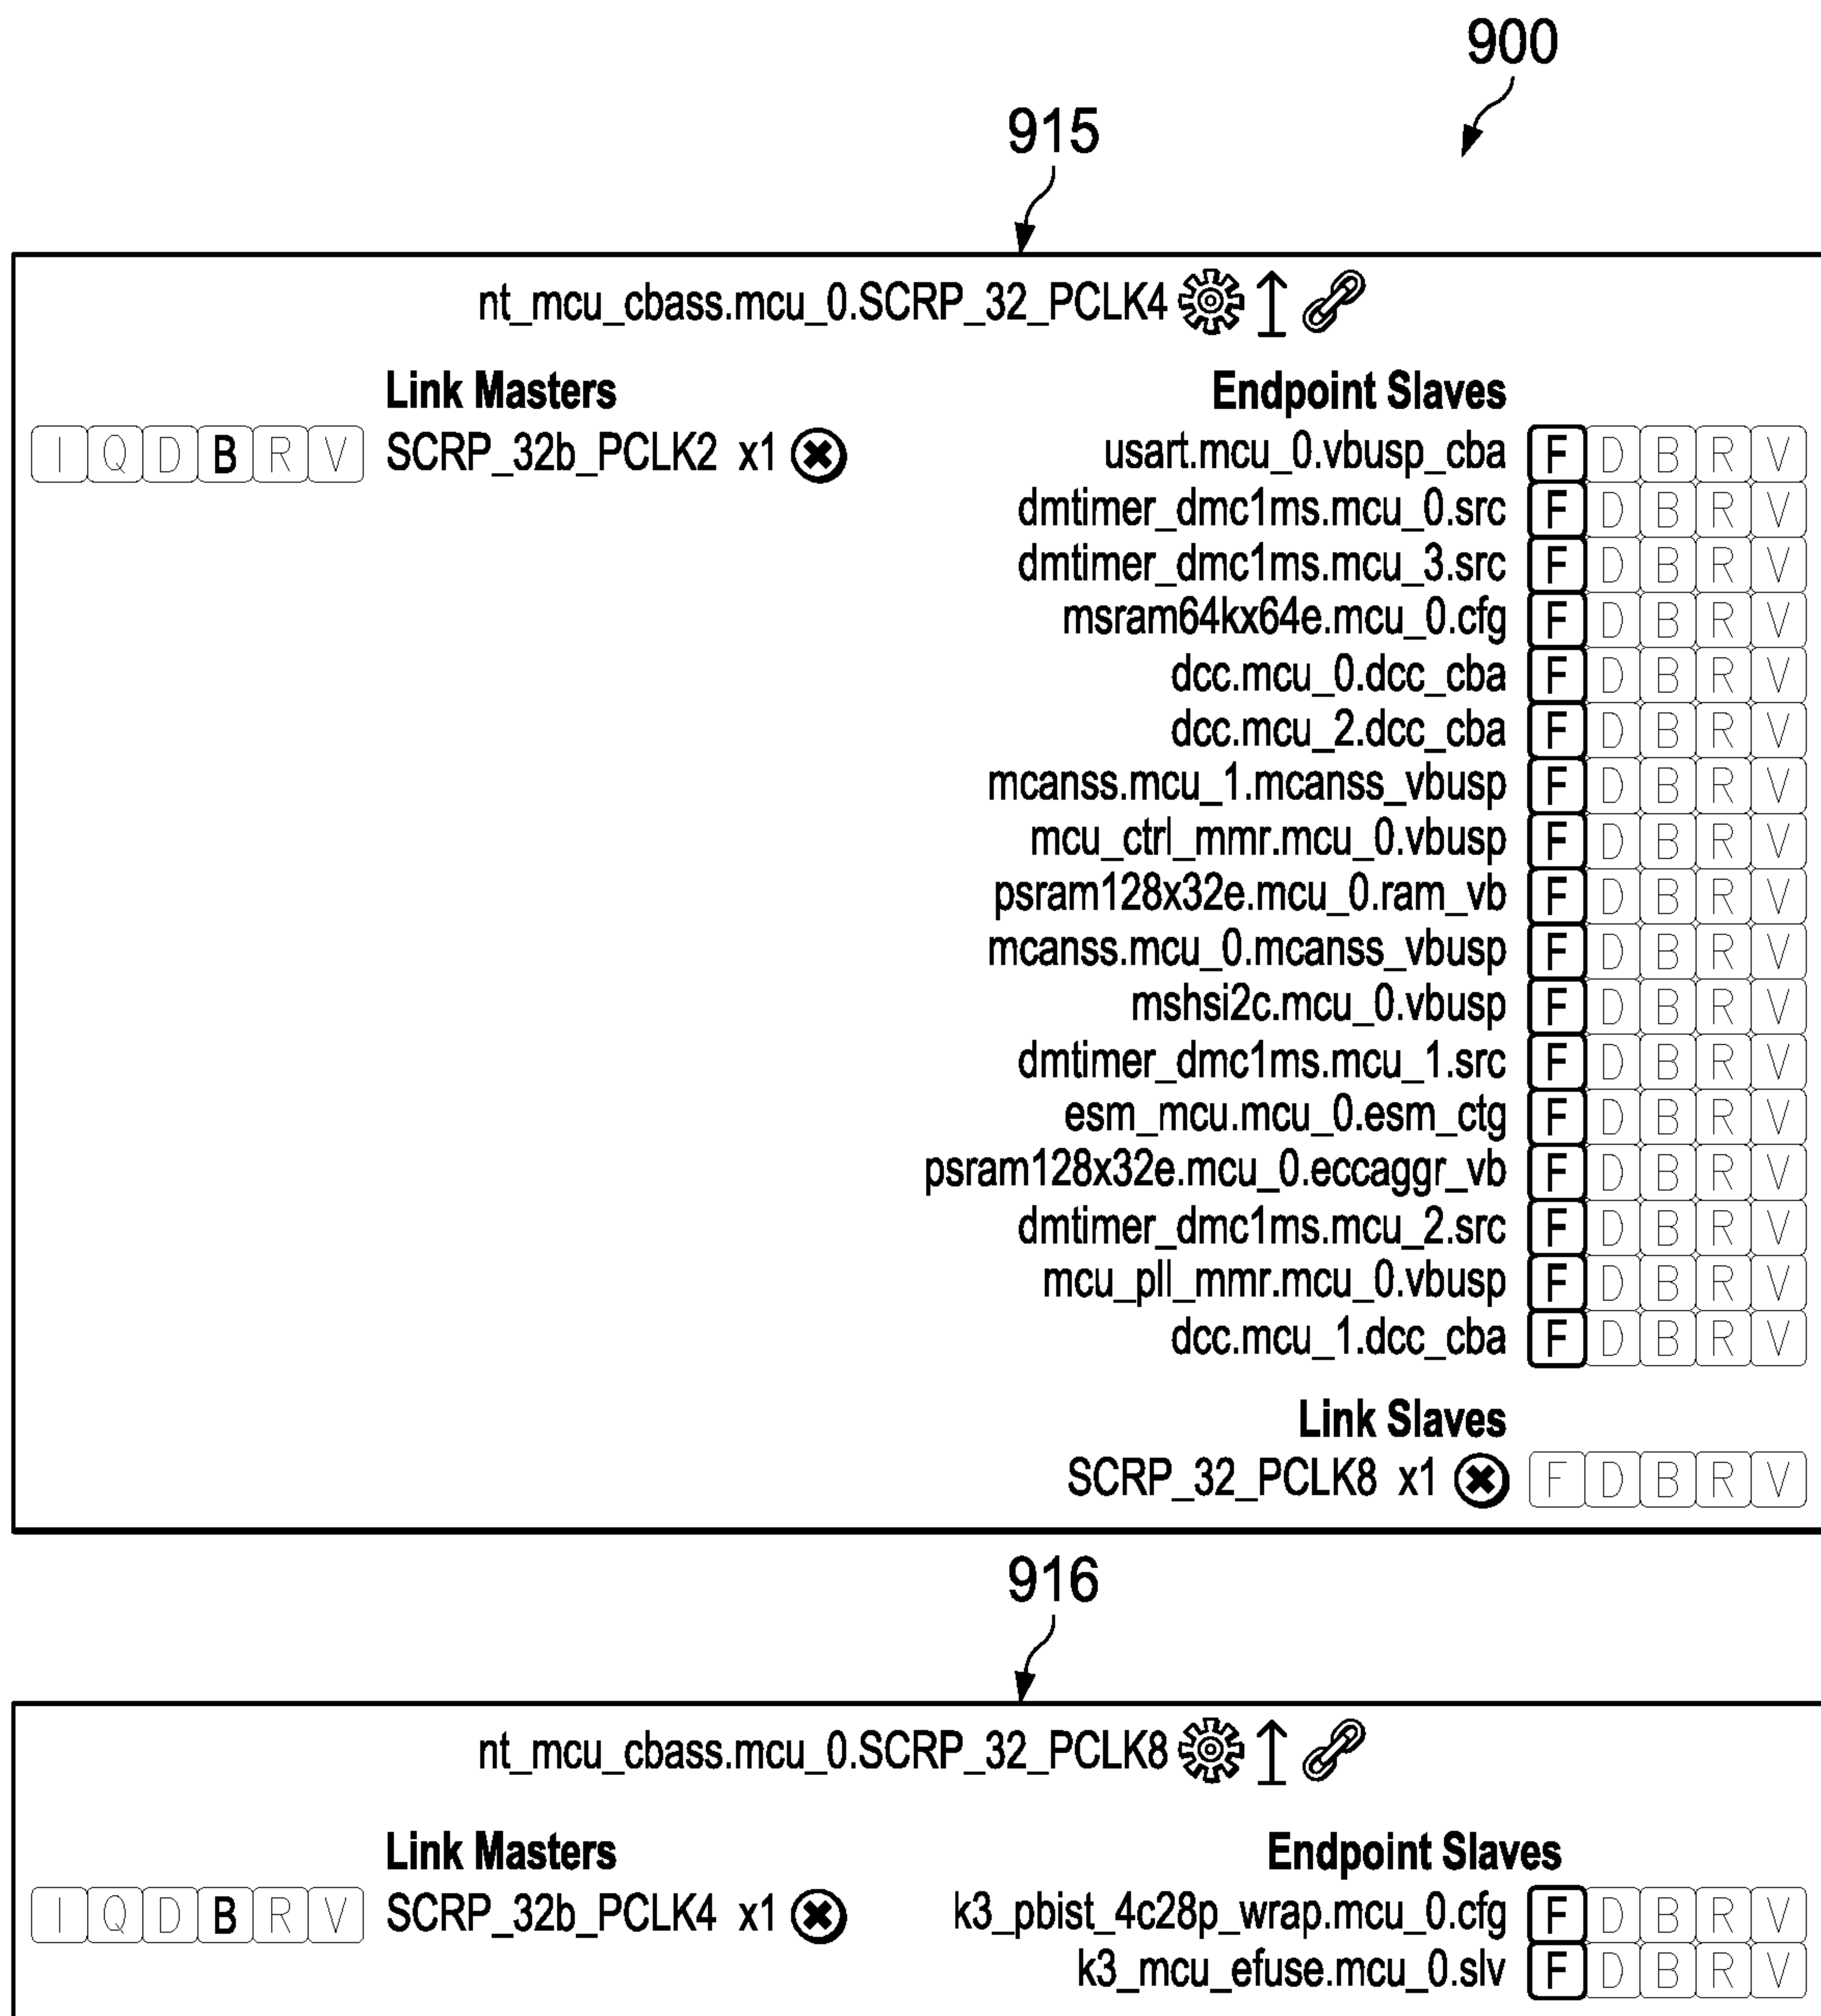 900
915
nt_mcu_cbass.mcu_0.SCRP_32_PCLK4
Link Masters Endpoint Slaves
I Q D B R V SCRP_32b_PCLK2 x1 usart.mcu_0.vbusp_cba F D B R V
dmtimer_dmc1ms.mcu_0.src F D B R V
dmtimer_dmc1ms.mcu_3.src F D B R V
msram64kx64e.mcu_0.cfg F D B R V
dcc.mcu_0.dcc_cba F D B R V
dcc.mcu_2.dcc_cba F D B R V
mcanss.mcu_1.mcanss_vbusp F D B R V
mcu_ctrl_mmr.mcu_0.vbusp F D B R V
psram128x32e.mcu_0.ram_vb F D B R V
mcanss.mcu_0.mcanss_vbusp F D B R V
mshsi2c.mcu_0.vbusp F D B R V
dmtimer_dmc1ms.mcu_1.src F D B R V
esm_mcu.mcu_0.esm_ctg F D B R V
psram128x32e.mcu_0.eccaggr_vb F D B R V
dmtimer_dmc1ms.mcu_2.src F D B R V
mcu_pll_mmr.mcu_0.vbusp F D B R V
dcc.mcu_1.dcc_cba F D B R V
Link Slaves
SCRP_32_PCLK8 x1 F D B R V
916
nt_mcu_cbass.mcu_0.SCRP_32_PCLK8
Link Masters Endpoint Slaves
I Q D B R V SCRP_32b_PCLK4 x1 k3_pbist_4c28p_wrap.mcu_0.cfg F D B R V
k3_mcu_efuse.mcu_0.slv F D B R V